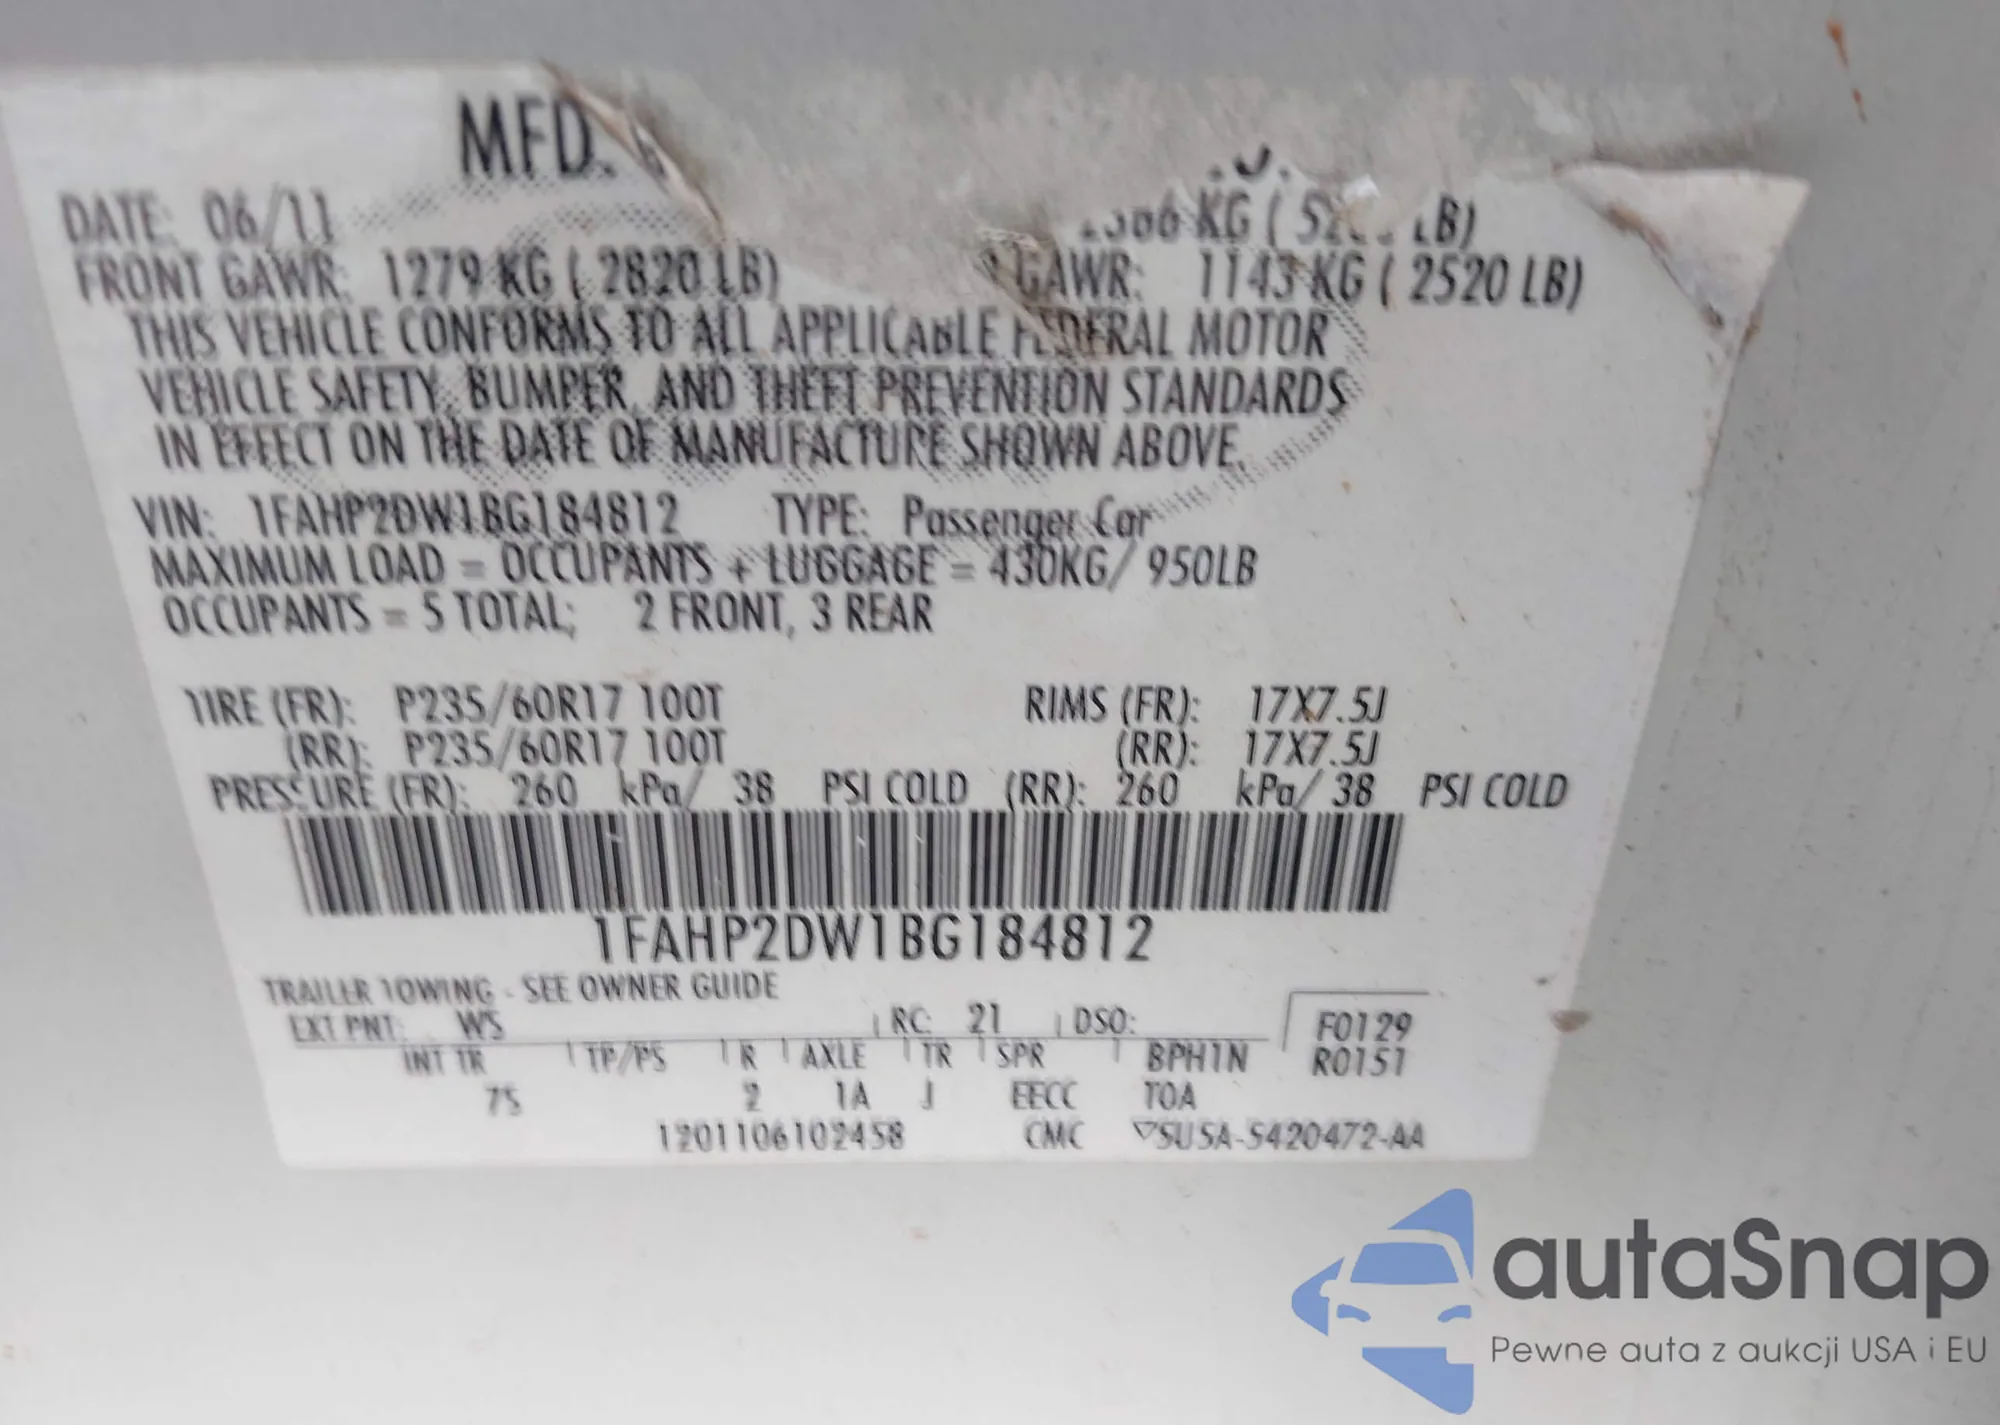 MFD.
DATE: 06/11 KG ( LB)
FRONT GAWR: 1279 KG ( 2820 LB) GAWR: 1143 KG ( 2520 LB)
THIS VEHICLE CONFORMS TO ALL APPLICABLE FEDERAL MOTOR
VEHICLE SAFETY, BUMPER, AND THEFT PREVENTION STANDARDS
IN EFFECT ON THE DATE OF MANUFACTURE SHOWN ABOVE.
VIN: 1FAHP2DW1BG184812 TYPE: Passenger Car
MAXIMUM LOAD = OCCUPANTS + LUGGAGE = 430KG/ 950LB
OCCUPANTS = 5 TOTAL; 2 FRONT, 3 REAR
TIRE (FR): P235/60R17 100T RIMS (FR): 17X7.5J
(RR): P235/60R17 100T (RR): 17X7.5J
PRESSURE (FR): 260 kPa/ 38 PSI COLD (RR): 260 kPa/ 38 PSI COLD
1FAHP2DW1BG184812
TRAILER TOWING - SEE OWNER GUIDE
EXT PNT: WS RC: 21 DSO: F0129
INT TR TP/PS R AXLE TR SPR BPH1N R0151
7S 2 1A J EECC TOA
1201106102458 CMC ▽5U5A-5420472-AA
autaSnap
Pewne auta z aukcji USA i EU